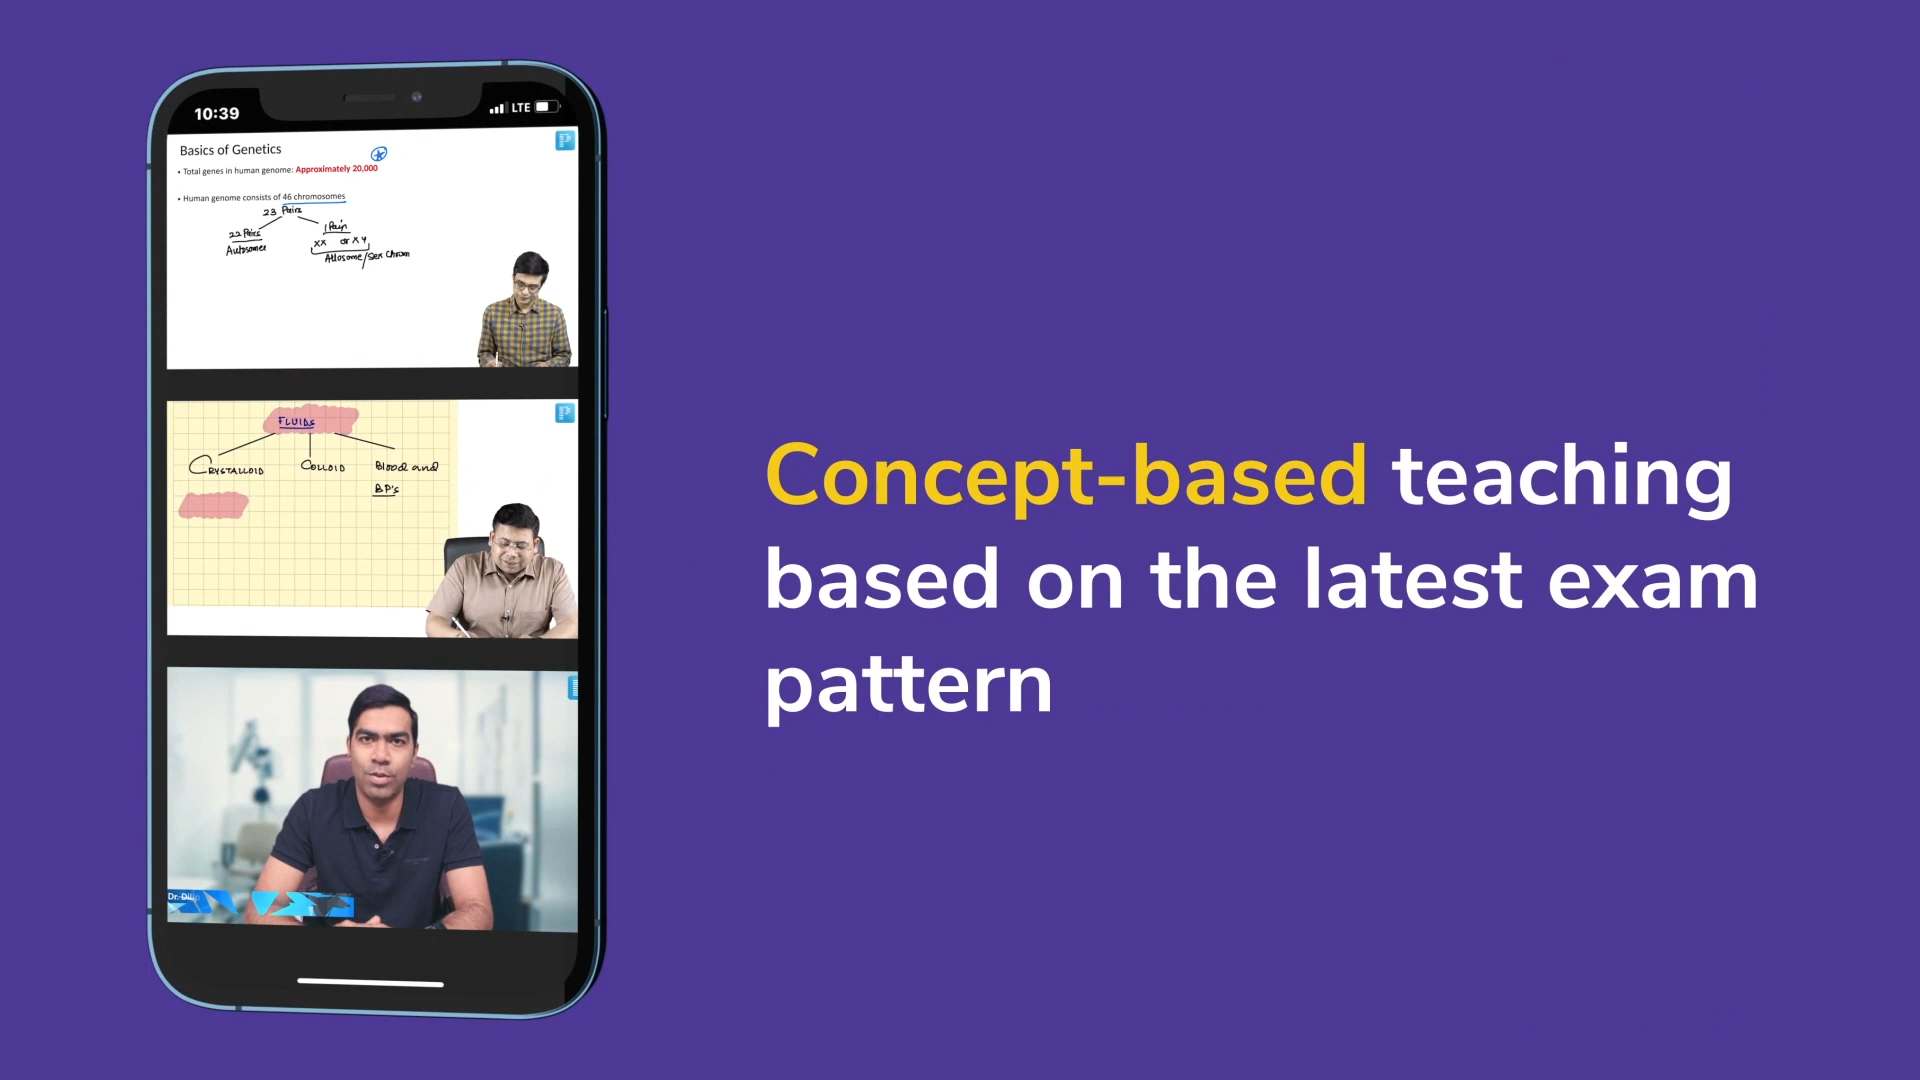 10:39
LTE
Basics of Genetics
• Total genes in human genome: Approximately 20,000
• Human genome consists of 46 chromosomes
23 Pairs
22 Pairs
1 Pair
XX or XY
Autosomes
Allosome/Sex Chrom
FLUIDS
CRYSTALLOID
COLLOID
Blood and
BP's
Dr. Dilip
Concept-based teaching
based on the latest exam
pattern